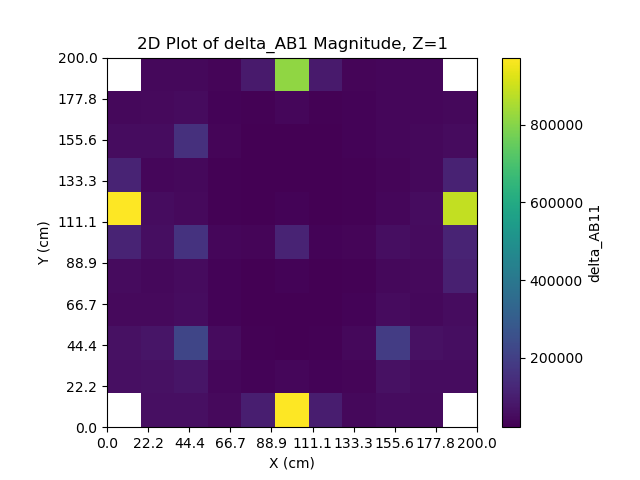 2D Plot of delta_AB1 Magnitude, Z=1
200.0
177.8
155.6
133.3
111.1
88.9
66.7
44.4
22.2
0.0
Y (cm)
0.0 22.2 44.4 66.7 88.9 111.1 133.3 155.6 177.8 200.0
X (cm)
800000
600000
400000
200000
delta_AB11